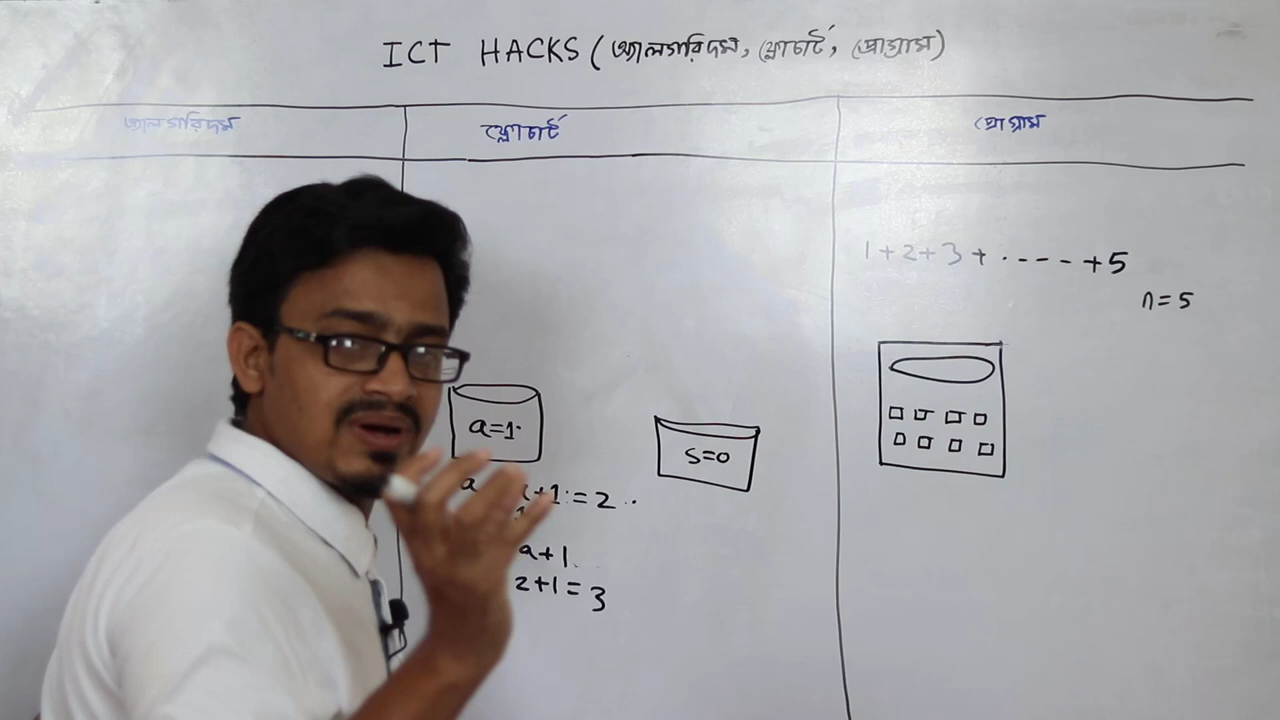 ICT HACKS (অ্যালগরিদম, ফ্লোচার্ট, প্রোগ্রাম)
অ্যালগরিদম
ফ্লোচার্ট
প্রোগ্রাম
1+2+3+·----+5
n=5
a=1
S=0
a
+1=2
a+1
2+1=3